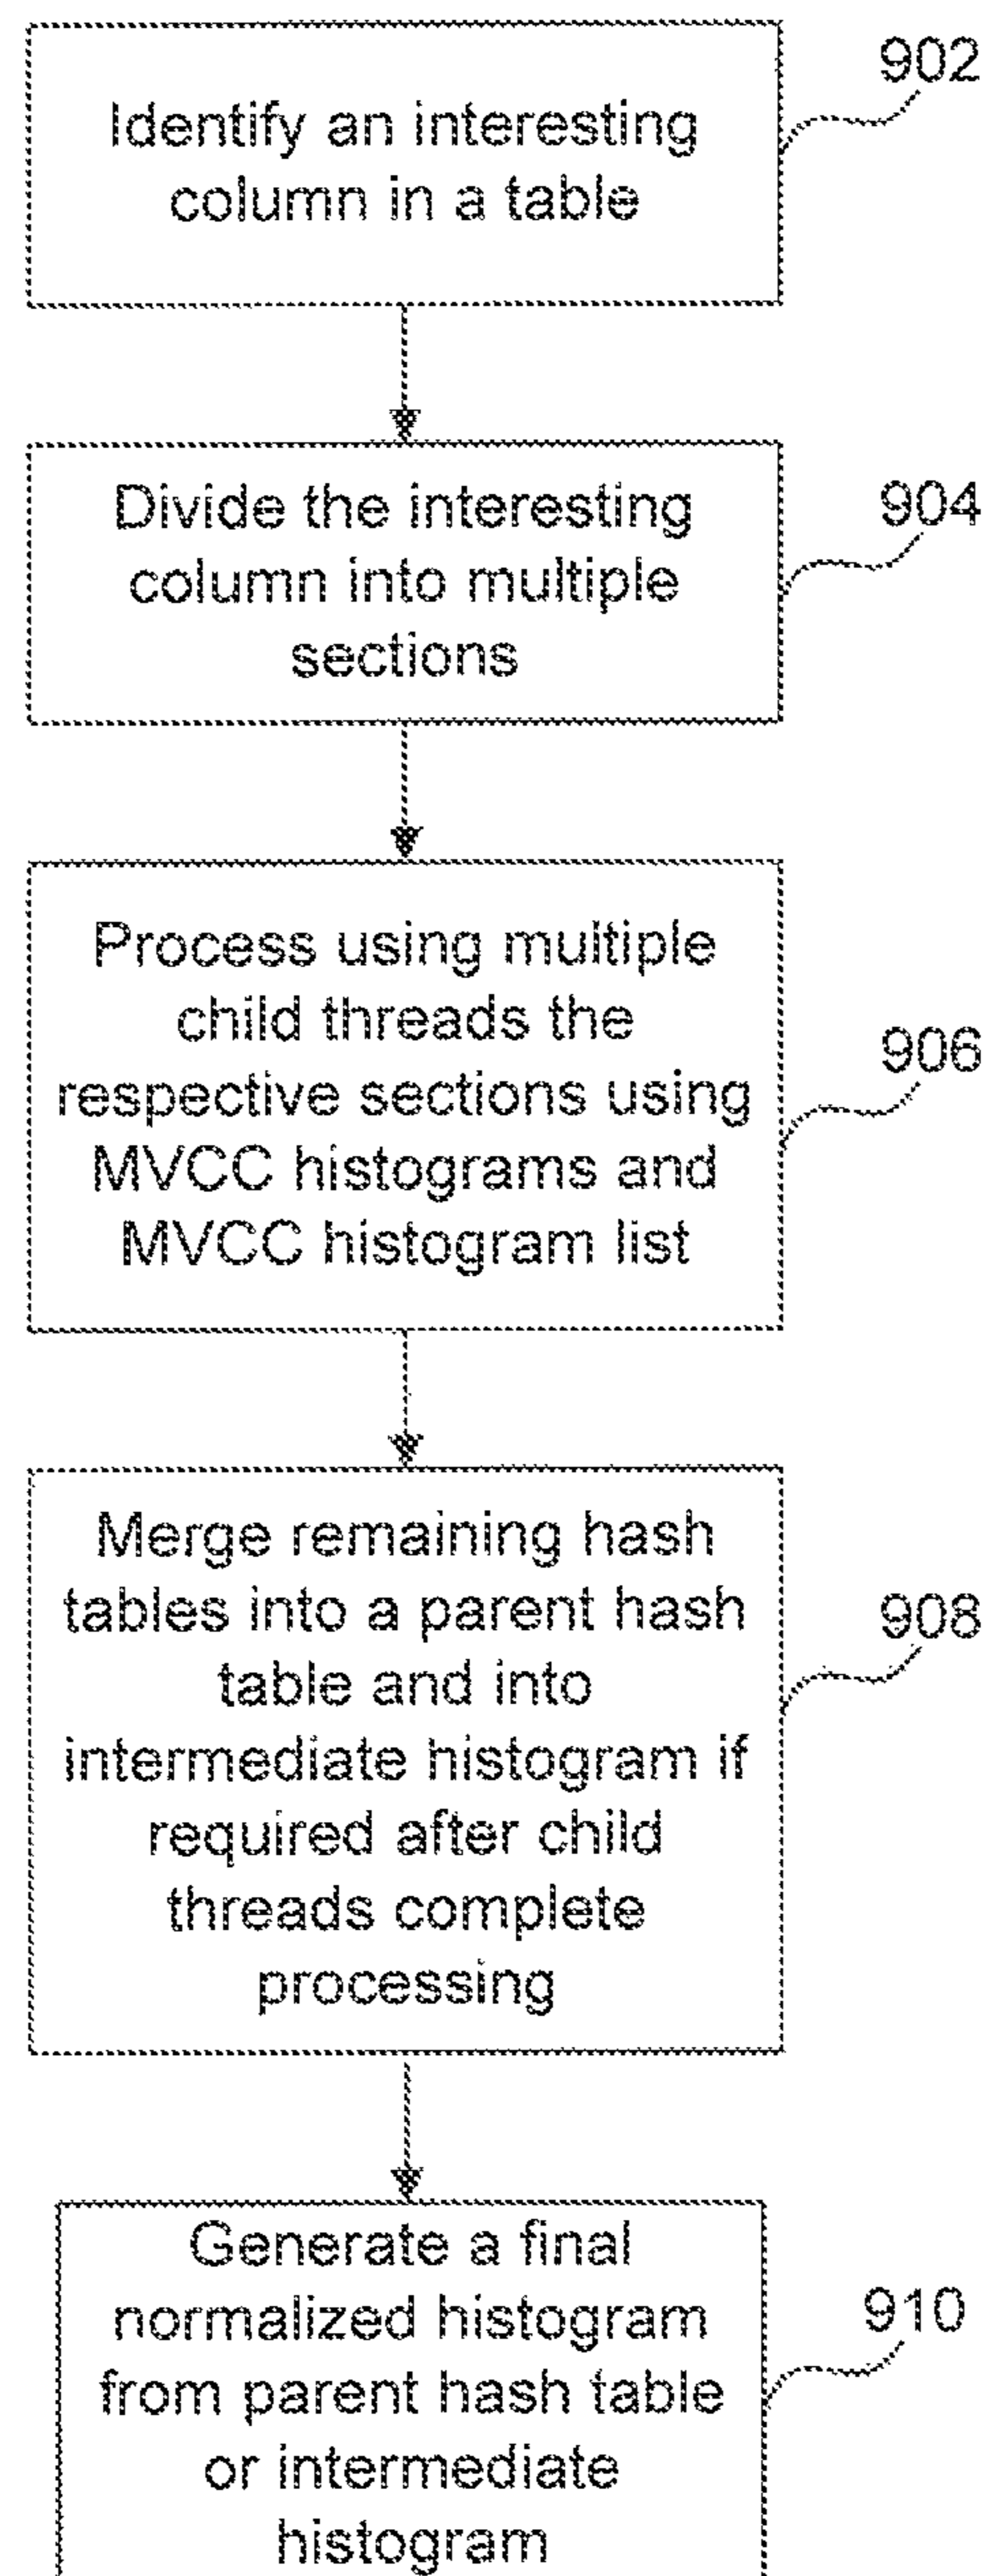 902
Identify an interesting
column in a table
904
Divide the interesting
column into multiple
sections
906
Process using multiple
child threads the
respective sections using
MVCC histograms and
MVCC histogram list
908
Merge remaining hash
tables into a parent hash
table and into
intermediate histogram if
required after child
threads complete
processing
910
Generate a final
normalized histogram
from parent hash table
or intermediate
histogram